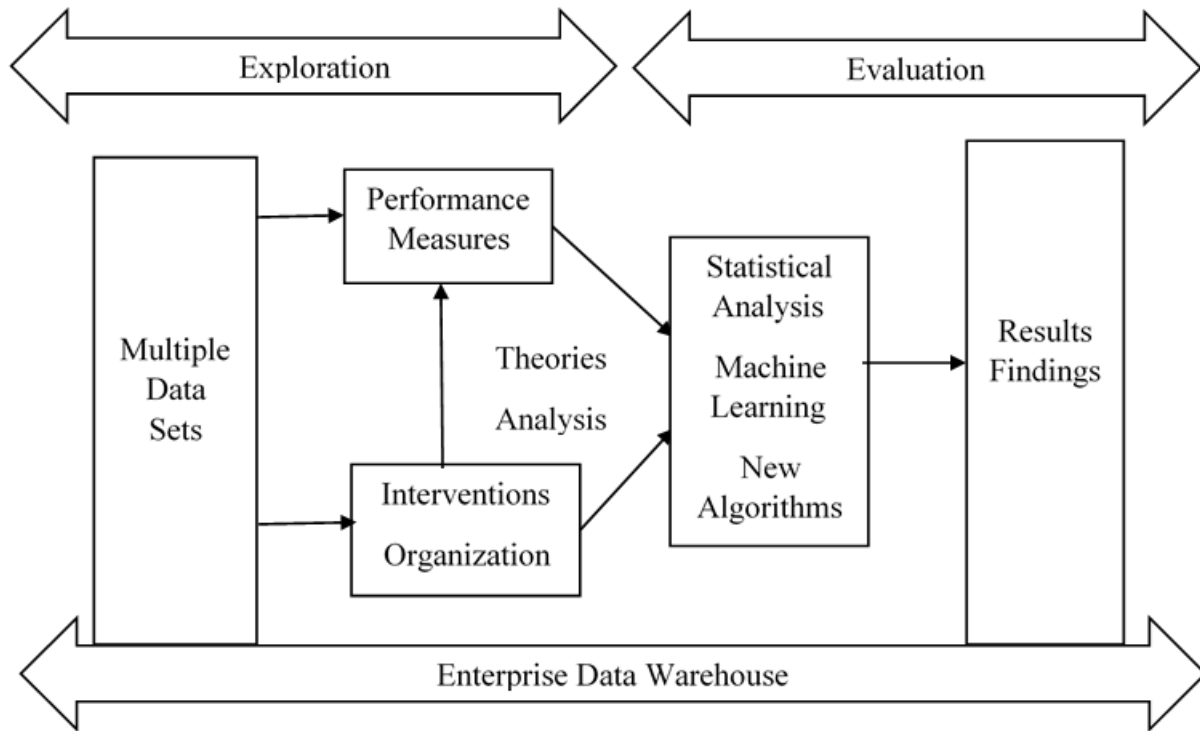 Exploration
Evaluation
Multiple
Data
Sets
Performance
Measures
Theories
Analysis
Interventions
Organization
Statistical
Analysis
Machine
Learning
New
Algorithms
Results
Findings
Enterprise Data Warehouse